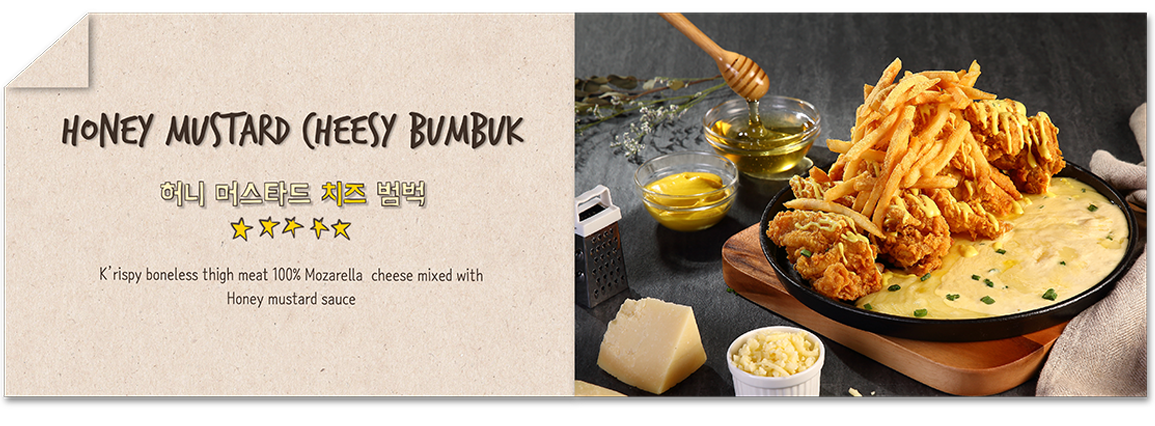 HONEY MUSTARD CHEESY BUMBUK
허니 머스타드 치즈 범벅
K'rispy boneless thigh meat 100% Mozarella cheese mixed with
Honey mustard sauce